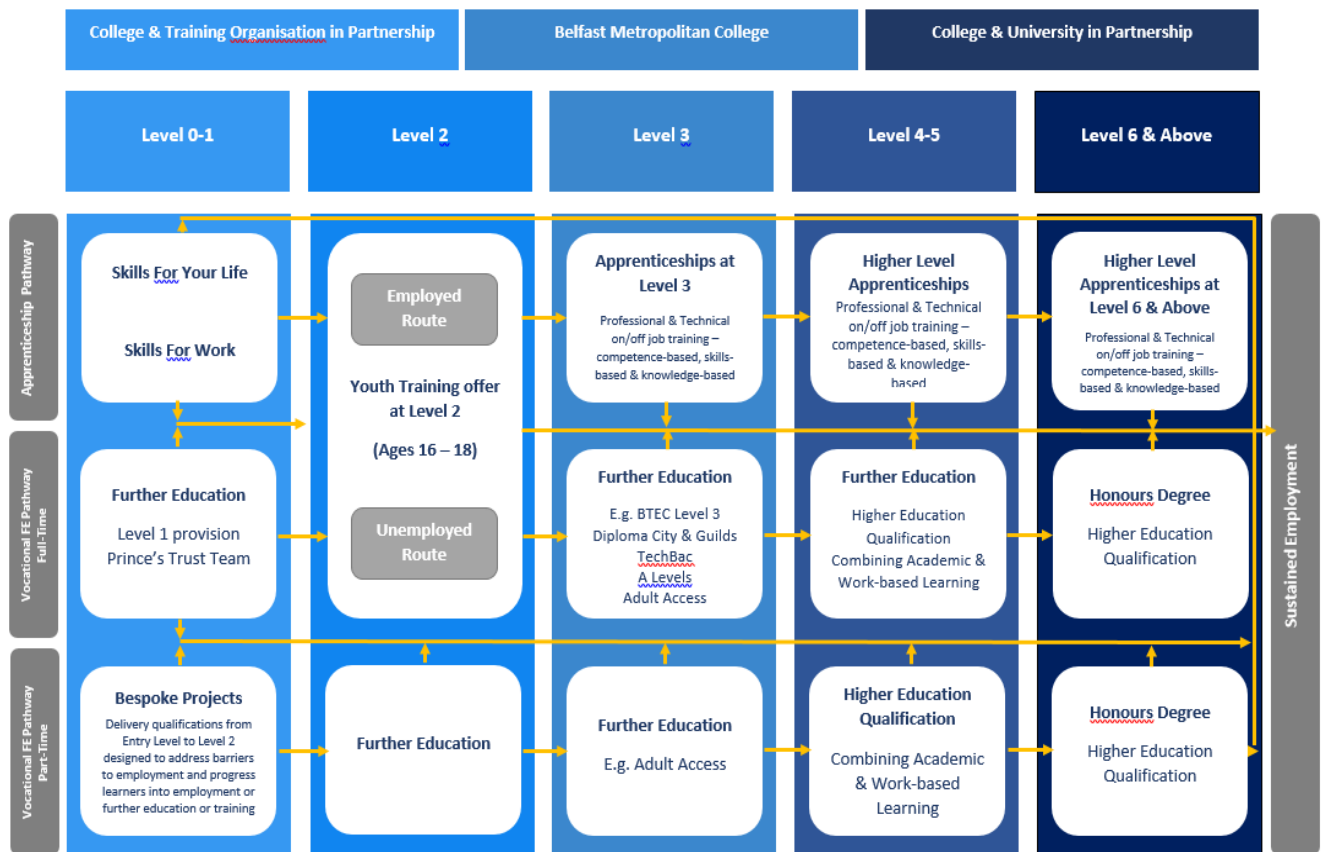 College & Training Organisation in Partnership
Belfast Metropolitan College
College & University in Partnership
Level 0-1
Level 2
Level 3
Level 4-5
Level 6 & Above
Apprenticeship Pathway
Skills For Your Life
Skills For Work
Employed
Route
Youth Training offer
at Level 2
(Ages 16 – 18)
Unemployed
Route
Apprenticeships at
Level 3
Professional & Technical
on/off job training –
competence-based, skills-
based & knowledge-based
Higher Level
Apprenticeships
Professional & Technical
on/off job training –
competence-based, skills-
based & knowledge-
based
Higher Level
Apprenticeships at
Level 6 & Above
Professional & Technical
on/off job training –
competence-based, skills-
based & knowledge-based
Vocational FE Pathway
Full-Time
Further Education
Level 1 provision
Prince’s Trust Team
Further Education
E.g. BTEC Level 3
Diploma City & Guilds
TechBac
A Levels
Adult Access
Further Education
Higher Education
Qualification
Combining Academic &
Work-based Learning
Honours Degree
Higher Education
Qualification
Vocational FE Pathway
Part-Time
Bespoke Projects
Delivery qualifications from
Entry Level to Level 2
designed to address barriers
to employment and progress
learners into employment or
further education or training
Further Education
Further Education
E.g. Adult Access
Higher Education
Qualification
Combining Academic
& Work-based
Learning
Honours Degree
Higher Education
Qualification
Sustained Employment